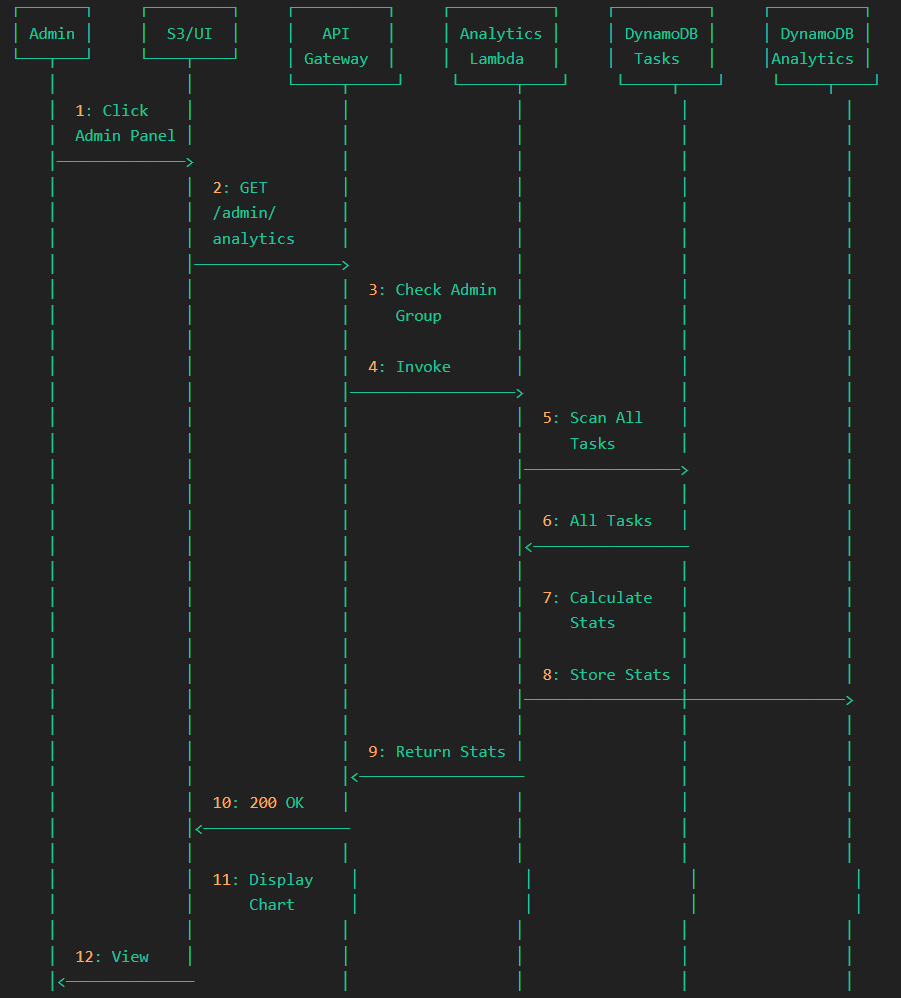 Admin S3/UI API Analytics DynamoDB DynamoDB
Gateway Lambda Tasks Analytics
1: Click
Admin Panel
2: GET
/admin/
analytics
3: Check Admin
Group
4: Invoke
5: Scan All
Tasks
6: All Tasks
7: Calculate
Stats
8: Store Stats
9: Return Stats
10: 200 OK
11: Display
Chart
12: View